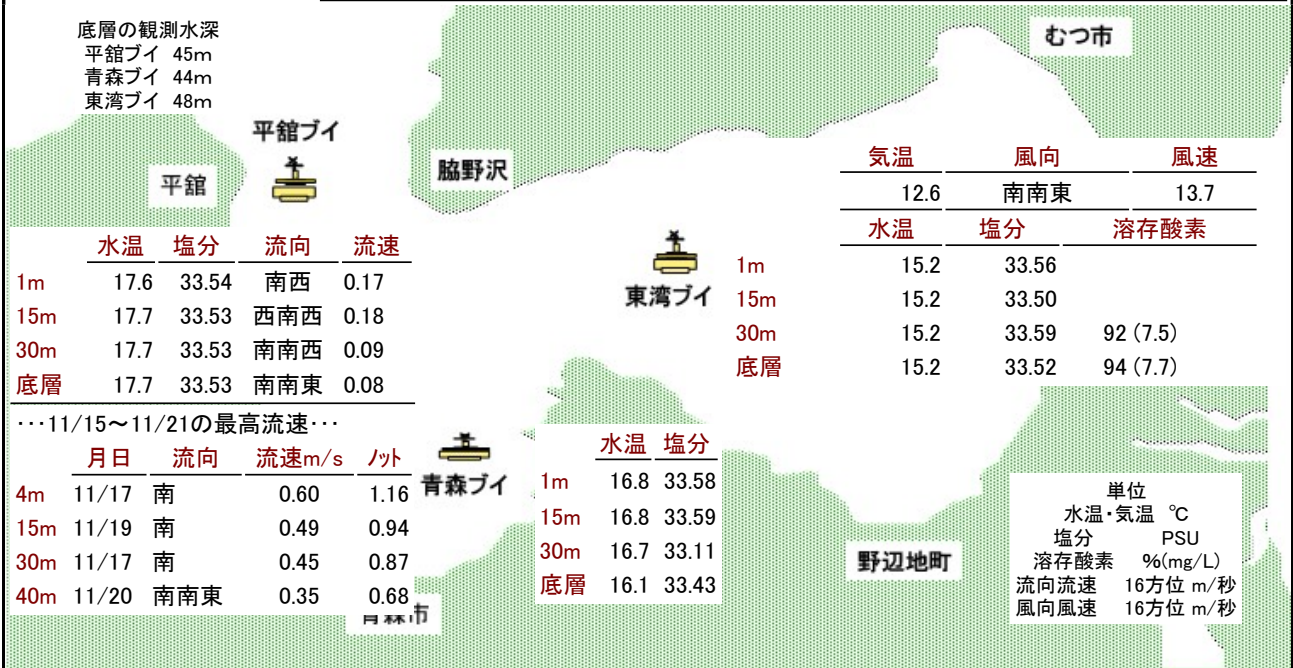 底層の観測水深
平舘ブイ 45m
青森ブイ 44m
東湾ブイ 48m
むつ市
平舘ブイ
平舘
脇野沢
気温 風向 風速
12.6 南南東 13.7
水温 塩分 溶存酸素
1m 15.2 33.56
15m 15.2 33.50
30m 15.2 33.59 92 (7.5)
底層 15.2 33.52 94 (7.7)
東湾ブイ
水温 塩分 流向 流速
1m 17.6 33.54 南西 0.17
15m 17.7 33.53 西南西 0.18
30m 17.7 33.53 南南西 0.09
底層 17.7 33.53 南南東 0.08
･･･11/15～11/21の最高流速･･･
月日 流向 流速m/s ノット
4m 11/17 南 0.60 1.16
15m 11/19 南 0.49 0.94
30m 11/17 南 0.45 0.87
40m 11/20 南南東 0.35 0.68
青森ブイ
水温 塩分
1m 16.8 33.58
15m 16.8 33.59
30m 16.7 33.11
底層 16.1 33.43
青森市
野辺地町
単位
水温･気温 ℃
塩分 PSU
溶存酸素 %(mg/L)
流向流速 16方位 m/秒
風向風速 16方位 m/秒